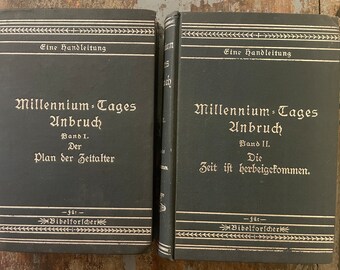 Eine Handleitung
Millennium-Tages
Anbruch
Band I.
Der
Plan der Zeitalter
für
Bibelforscher
Eine Handleitung
Millennium-Tages
Anbruch
Band II.
Die
Zeit ist herbeigekommen.
für
Bibelforscher